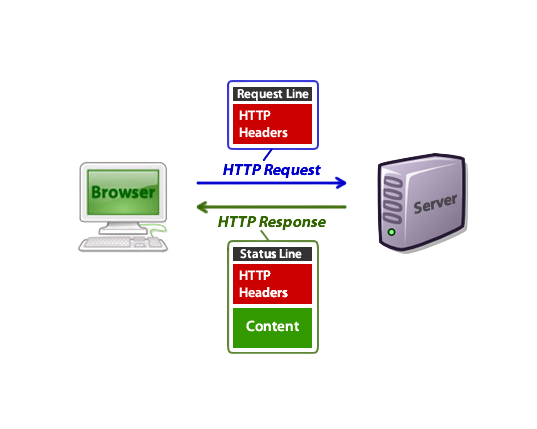 Request Line
HTTP
Headers
HTTP Request
Browser
Server
HTTP Response
Status Line
HTTP
Headers
Content